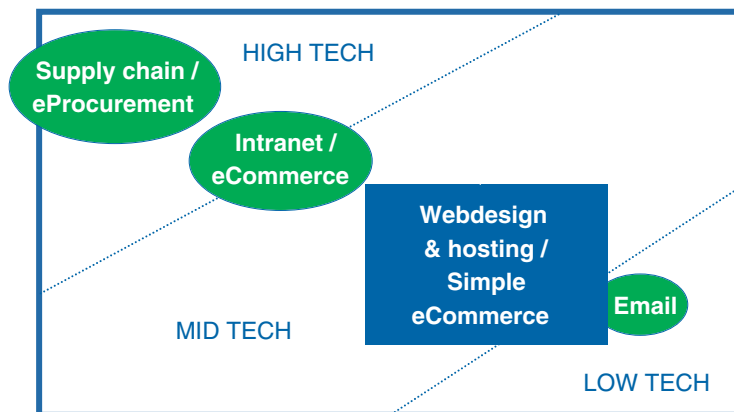 HIGH TECH
Supply chain /
eProcurement
Intranet /
eCommerce
Webdesign
& hosting /
Simple
eCommerce
Email
MID TECH
LOW TECH